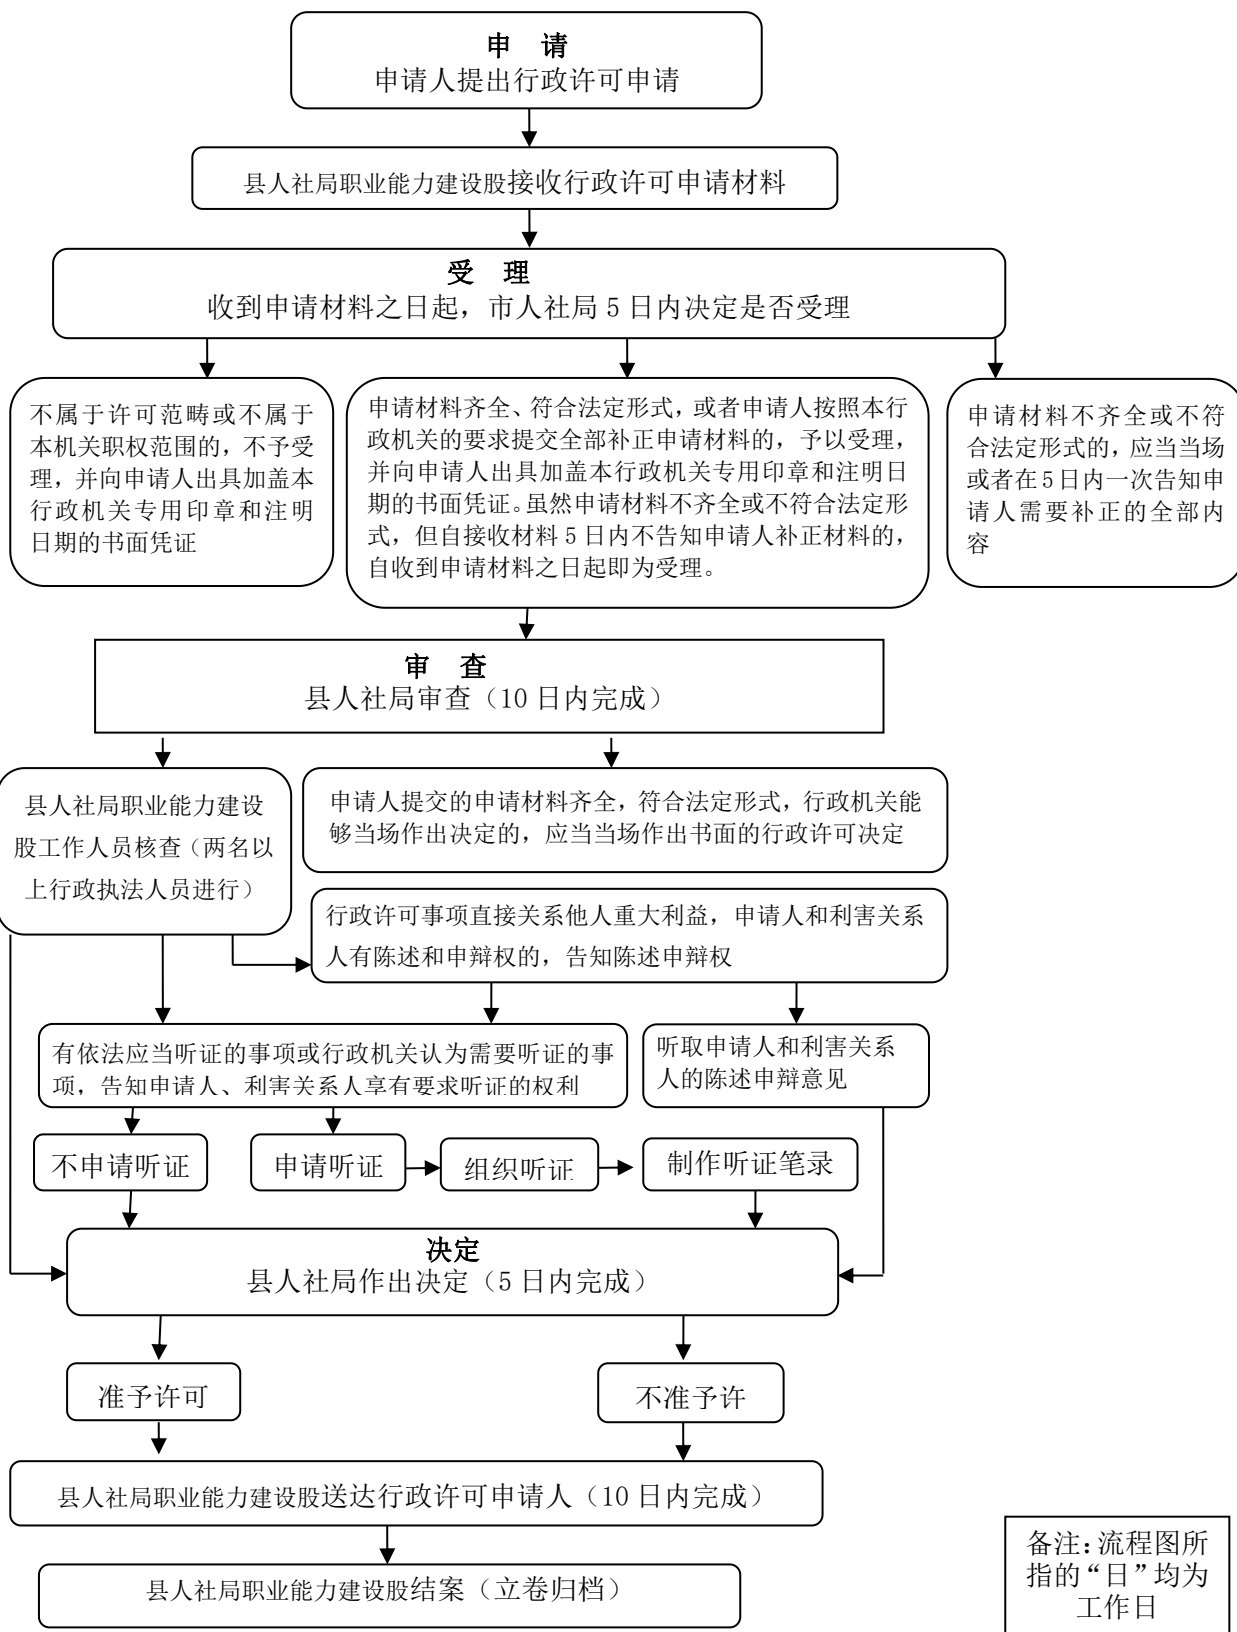 申 请
申请人提出行政许可申请
县人社局职业能力建设股接收行政许可申请材料
受 理
收到申请材料之日起，市人社局 5 日内决定是否受理
不属于许可范畴或不属于
本机关职权范围的，不予受
理，并向申请人出具加盖本
行政机关专用印章和注明
日期的书面凭证
申请材料齐全、符合法定形式，或者申请人按照本行
政机关的要求提交全部补正申请材料的，予以受理，
并向申请人出具加盖本行政机关专用印章和注明日
期的书面凭证。虽然申请材料不齐全或不符合法定形
式，但自接收材料 5 日内不告知申请人补正材料的，
自收到申请材料之日起即为受理。
申请材料不齐全或不符
合法定形式的，应当当场
或者在 5 日内一次告知申
请人需要补正的全部内
容
审 查
县人社局审查（10 日内完成）
县人社局职业能力建设
股工作人员核查（两名以
上行政执法人员进行）
申请人提交的申请材料齐全，符合法定形式，行政机关能
够当场作出决定的，应当当场作出书面的行政许可决定
行政许可事项直接关系他人重大利益，申请人和利害关系
人有陈述和申辩权的，告知陈述申辩权
有依法应当听证的事项或行政机关认为需要听证的事
项，告知申请人、利害关系人享有要求听证的权利
听取申请人和利害关系
人的陈述申辩意见
不申请听证
申请听证
组织听证
制作听证笔录
决定
县人社局作出决定（5 日内完成）
准予许可
不准予许
县人社局职业能力建设股送达行政许可申请人（10 日内完成）
县人社局职业能力建设股结案（立卷归档）
备注：流程图所
指的“日”均为
工作日